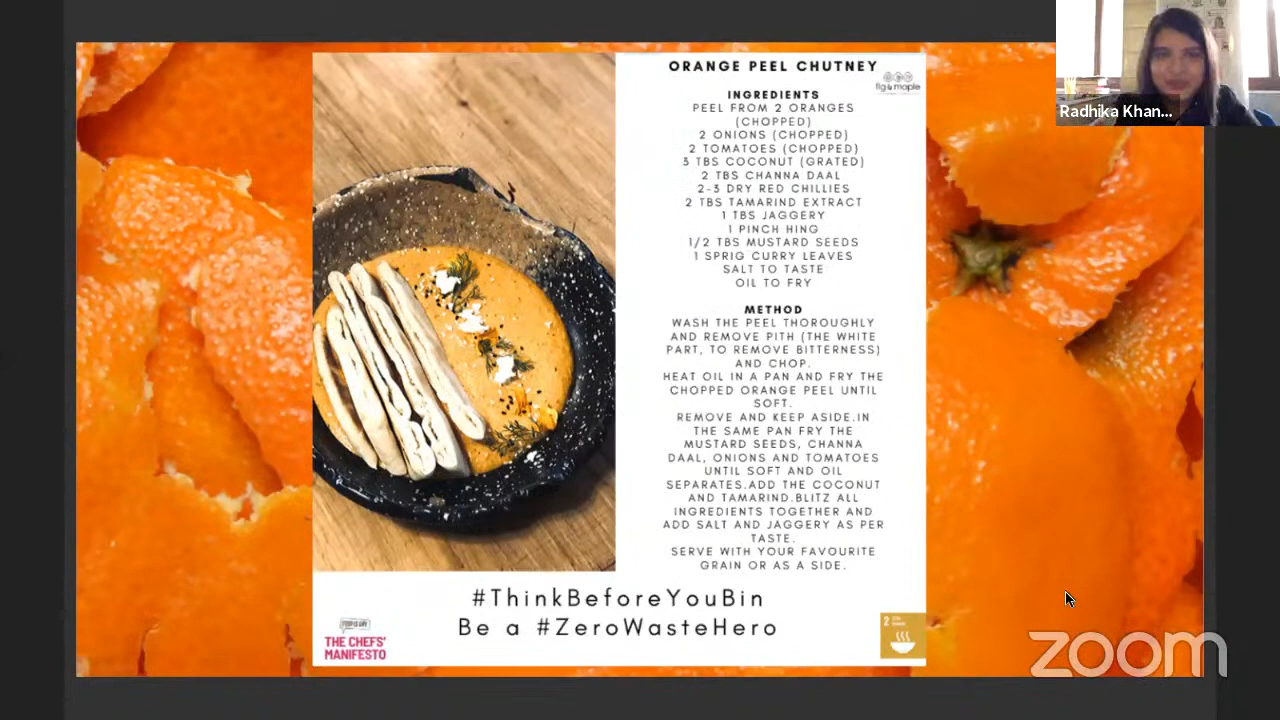 ORANGE PEEL CHUTNEY
fig & maple
INGREDIENTS
PEEL FROM 2 ORANGES
(CHOPPED)
2 ONIONS (CHOPPED)
2 TOMATOES (CHOPPED)
3 TBS COCONUT (GRATED)
2 TBS CHANNA DAAL
2-3 DRY RED CHILLIES
2 TBS TAMARIND EXTRACT
1 TBS JAGGERY
1 PINCH HING
1/2 TBS MUSTARD SEEDS
1 SPRIG CURRY LEAVES
SALT TO TASTE
OIL TO FRY
METHOD
WASH THE PEEL THOROUGHLY
AND REMOVE PITH (THE WHITE
PART, TO REMOVE BITTERNESS)
AND CHOP.
HEAT OIL IN A PAN AND FRY THE
CHOPPED ORANGE PEEL UNTIL
SOFT.
REMOVE AND KEEP ASIDE.IN
THE SAME PAN FRY THE
MUSTARD SEEDS, CHANNA
DAAL, ONIONS AND TOMATOES
UNTIL SOFT AND OIL
SEPARATES.ADD THE COCONUT
AND TAMARIND.BLITZ ALL
INGREDIENTS TOGETHER AND
ADD SALT AND JAGGERY AS PER
TASTE.
SERVE WITH YOUR FAVOURITE
GRAIN OR AS A SIDE.
#ThinkBeforeYouBin
Be a #ZeroWasteHero
THE CHEFS'
MANIFESTO
2
Radhika Khan...
zoom